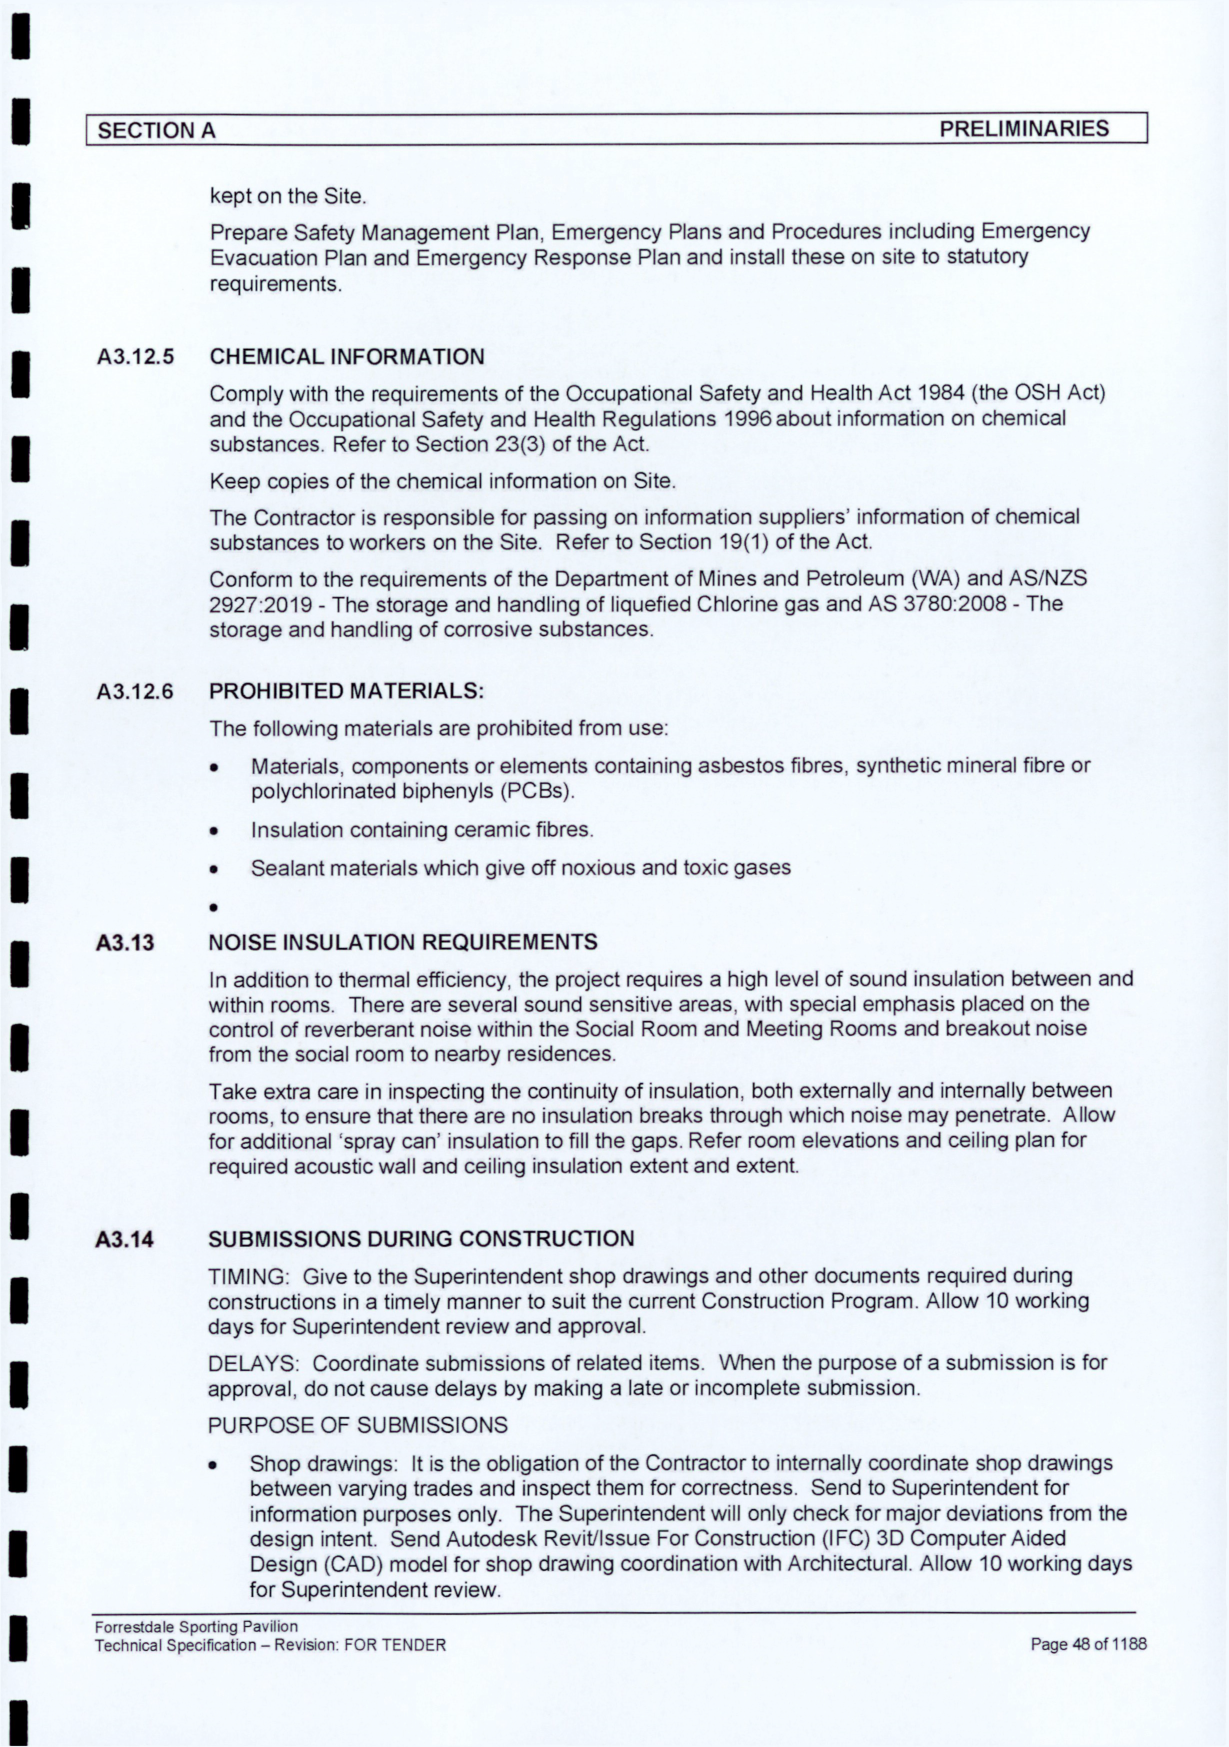 SECTION A PRELIMINARIES
kept on the Site.
Prepare Safety Management Plan, Emergency Plans and Procedures including Emergency
Evacuation Plan and Emergency Response Plan and install these on site to statutory
requirements.
A3.12.5 CHEMICAL INFORMATION
Comply with the requirements of the Occupational Safety and Health Act 1984 (the OSH Act)
and the Occupational Safety and Health Regulations 1996 about information on chemical
substances. Refer to Section 23(3) of the Act.
Keep copies of the chemical information on Site.
The Contractor is responsible for passing on information suppliers' information of chemical
substances to workers on the Site. Refer to Section 19(1) of the Act.
Conform to the requirements of the Department of Mines and Petroleum (WA) and AS/NZS
2927:2019 - The storage and handling of liquefied Chlorine gas and AS 3780:2008 - The
storage and handling of corrosive substances.
A3.12.6 PROHIBITED MATERIALS:
The following materials are prohibited from use:
• Materials, components or elements containing asbestos fibres, synthetic mineral fibre or
polychlorinated biphenyls (PCBs).
• Insulation containing ceramic fibres.
• Sealant materials which give off noxious and toxic gases
•
A3.13 NOISE INSULATION REQUIREMENTS
In addition to thermal efficiency, the project requires a high level of sound insulation between and
within rooms. There are several sound sensitive areas, with special emphasis placed on the
control of reverberant noise within the Social Room and Meeting Rooms and breakout noise
from the social room to nearby residences.
Take extra care in inspecting the continuity of insulation, both externally and internally between
rooms, to ensure that there are no insulation breaks through which noise may penetrate. Allow
for additional 'spray can' insulation to fill the gaps. Refer room elevations and ceiling plan for
required acoustic wall and ceiling insulation extent and extent.
A3.14 SUBMISSIONS DURING CONSTRUCTION
TIMING: Give to the Superintendent shop drawings and other documents required during
constructions in a timely manner to suit the current Construction Program. Allow 10 working
days for Superintendent review and approval.
DELAYS: Coordinate submissions of related items. When the purpose of a submission is for
approval, do not cause delays by making a late or incomplete submission.
PURPOSE OF SUBMISSIONS
• Shop drawings: It is the obligation of the Contractor to internally coordinate shop drawings
between varying trades and inspect them for correctness. Send to Superintendent for
information purposes only. The Superintendent will only check for major deviations from the
design intent. Send Autodesk Revit/Issue For Construction (IFC) 3D Computer Aided
Design (CAD) model for shop drawing coordination with Architectural. Allow 10 working days
for Superintendent review.
Forrestdale Sporting Pavilion
Technical Specification – Revision: FOR TENDER Page 48 of 1188